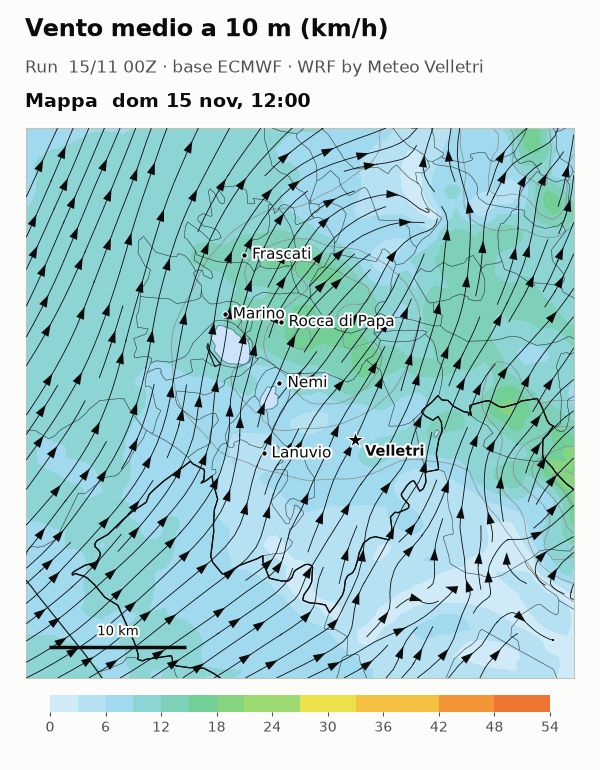 Vento medio a 10 m (km/h)
Run 15/11 00Z · base ECMWF · WRF by Meteo Velletri
Mappa dom 15 nov, 12:00
Frascati
Marino
Rocca di Papa
Nemi
Velletri
Lanuvio
10 km
0 6 12 18 24 30 36 42 48 54